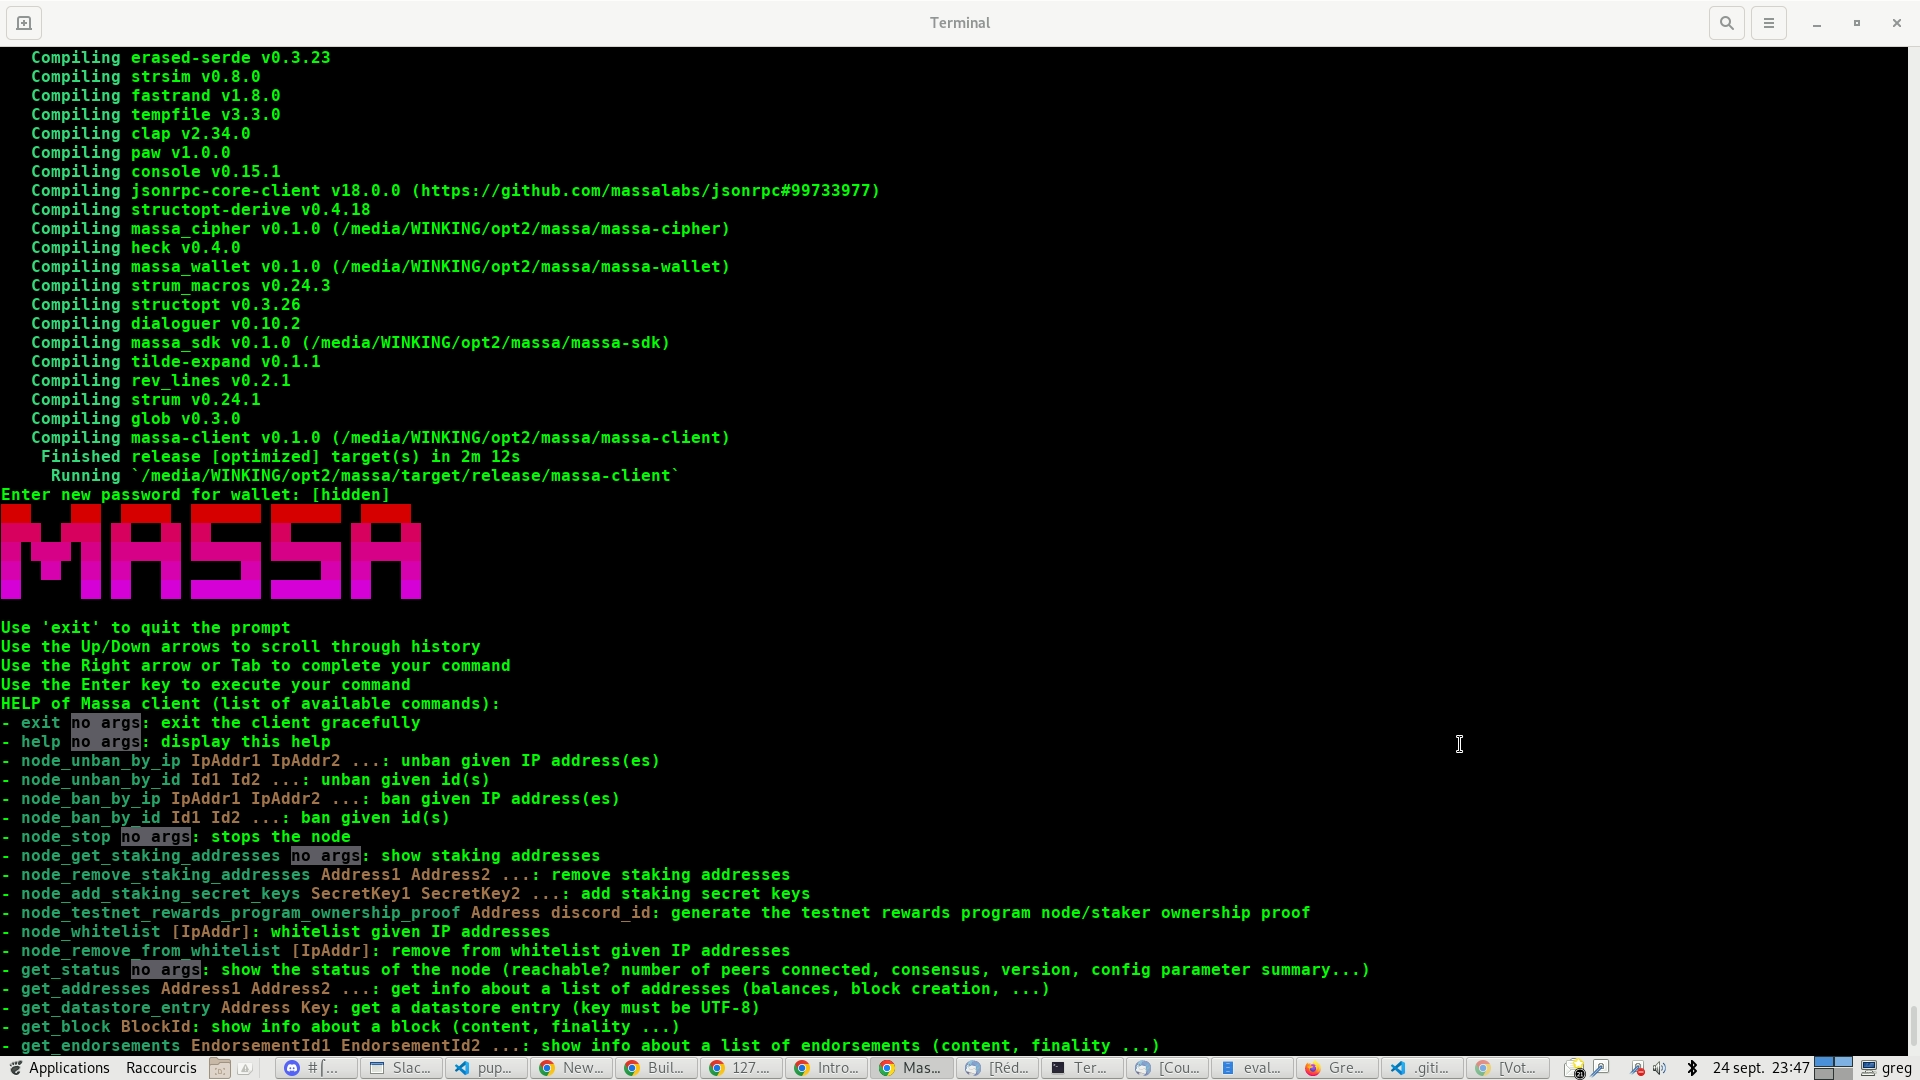 Terminal
Compiling erased-serde v0.3.23
Compiling strsim v0.8.0
Compiling fastrand v1.8.0
Compiling tempfile v3.3.0
Compiling clap v2.34.0
Compiling paw v1.0.0
Compiling console v0.15.1
Compiling jsonrpc-core-client v18.0.0 (https://github.com/massalabs/jsonrpc#99733977)
Compiling structopt-derive v0.4.18
Compiling massa_cipher v0.1.0 (/media/WINKING/opt2/massa/massa-cipher)
Compiling heck v0.4.0
Compiling massa_wallet v0.1.0 (/media/WINKING/opt2/massa/massa-wallet)
Compiling strum_macros v0.24.3
Compiling structopt v0.3.26
Compiling dialoguer v0.10.2
Compiling massa_sdk v0.1.0 (/media/WINKING/opt2/massa/massa-sdk)
Compiling tilde-expand v0.1.1
Compiling rev_lines v0.2.1
Compiling strum v0.24.1
Compiling glob v0.3.0
Compiling massa-client v0.1.0 (/media/WINKING/opt2/massa/massa-client)
Finished release [optimized] target(s) in 2m 12s
Running `/media/WINKING/opt2/massa/target/release/massa-client`
Enter new password for wallet: [hidden]
MASSA
Use 'exit' to quit the prompt
Use the Up/Down arrows to scroll through history
Use the Right arrow or Tab to complete your command
Use the Enter key to execute your command
HELP of Massa client (list of available commands):
- exit no args: exit the client gracefully
- help no args: display this help
- node_unban_by_ip IpAddr1 IpAddr2 ...: unban given IP address(es)
- node_unban_by_id Id1 Id2 ...: unban given id(s)
- node_ban_by_ip IpAddr1 IpAddr2 ...: ban given IP address(es)
- node_ban_by_id Id1 Id2 ...: ban given id(s)
- node_stop no args: stops the node
- node_get_staking_addresses no args: show staking addresses
- node_remove_staking_addresses Address1 Address2 ...: remove staking addresses
- node_add_staking_secret_keys SecretKey1 SecretKey2 ...: add staking secret keys
- node_testnet_rewards_program_ownership_proof Address discord_id: generate the testnet rewards program node/staker ownership proof
- node_whitelist [IpAddr]: whitelist given IP addresses
- node_remove_from_whitelist [IpAddr]: remove from whitelist given IP addresses
- get_status no args: show the status of the node (reachable? number of peers connected, consensus, version, config parameter summary...)
- get_addresses Address1 Address2 ...: get info about a list of addresses (balances, block creation, ...)
- get_datastore_entry Address Key: get a datastore entry (key must be UTF-8)
- get_block BlockId: show info about a block (content, finality ...)
- get_endorsements EndorsementId1 EndorsementId2 ...: show info about a list of endorsements (content, finality ...)
Applications Raccourcis #⎡... Slac... pup... New... Buil... 127.... Intro... Mas... [Réd... Ter... [Cou... eval... Gre... .giti... [Vot... 24 sept. 23:47 greg